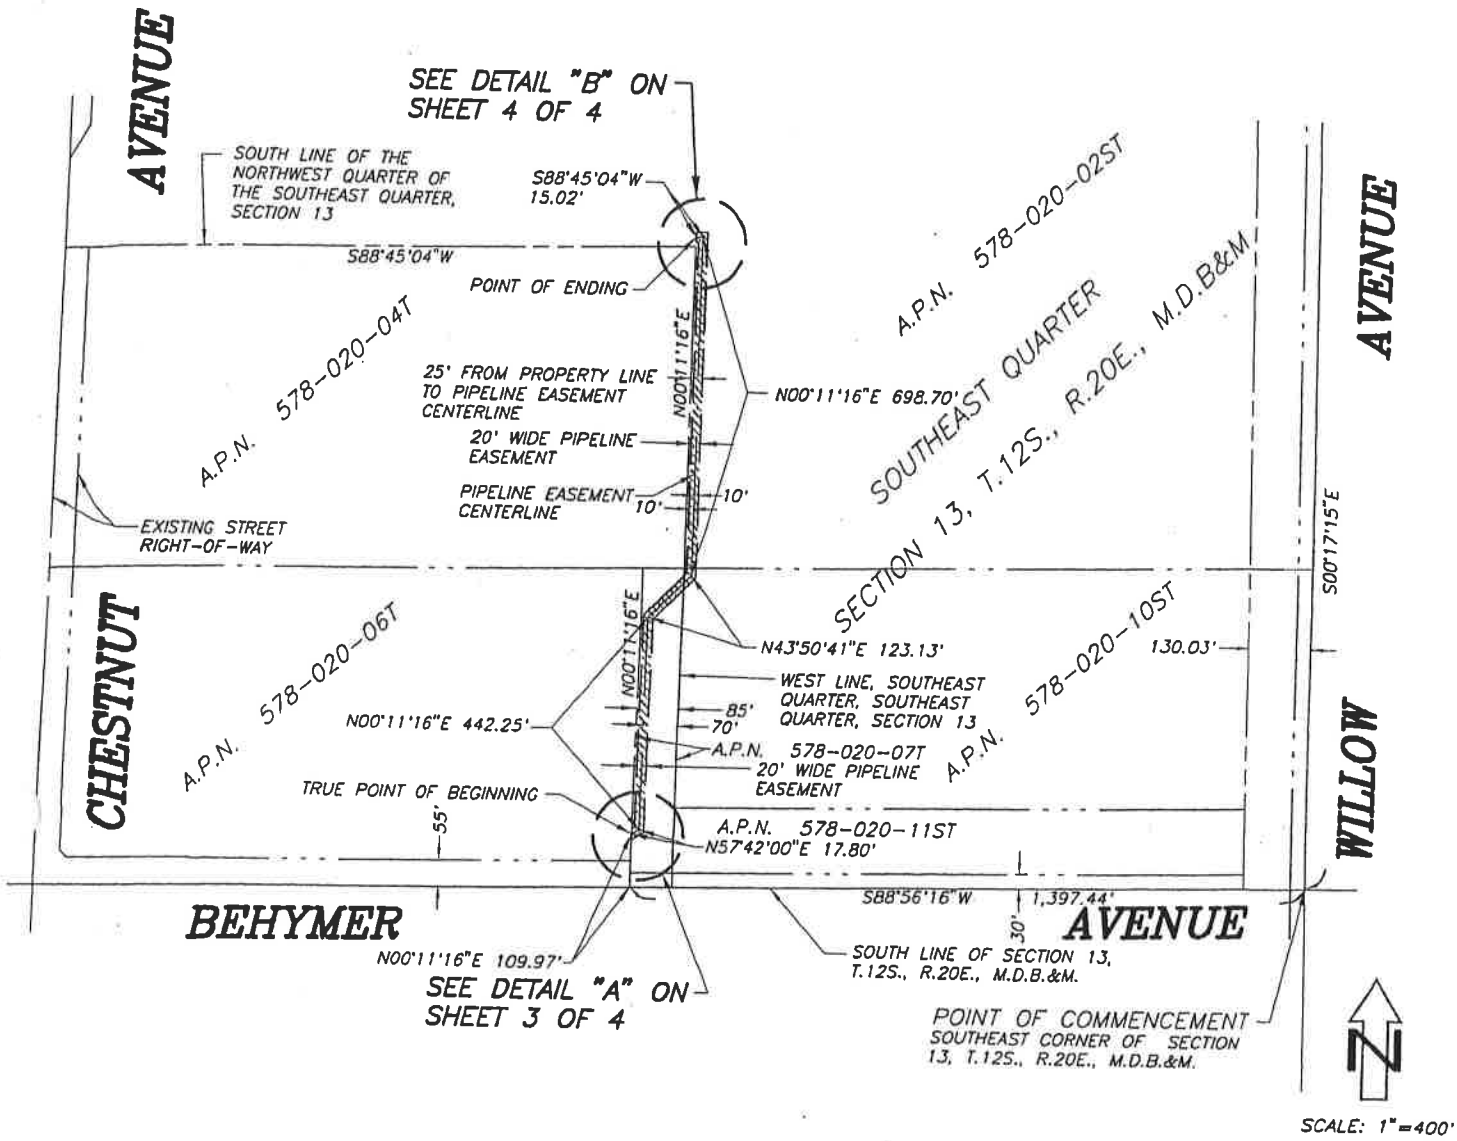 AVENUE
SEE DETAIL "B" ON
SHEET 4 OF 4
SOUTH LINE OF THE
NORTHWEST QUARTER OF
THE SOUTHEAST QUARTER,
SECTION 13
S88°45'04"W
15.02'
S88°45'04"W
POINT OF ENDING
A.P.N. 578-020-04T
N00°11'16"E
25' FROM PROPERTY LINE
TO PIPELINE EASEMENT
CENTERLINE
20' WIDE PIPELINE
EASEMENT
PIPELINE EASEMENT
CENTERLINE
10'
10'
EXISTING STREET
RIGHT-OF-WAY
A.P.N. 578-020-02ST
N00°11'16"E 698.70'
SOUTHEAST QUARTER
SECTION 13, T.12S., R.20E., M.D.B&M
AVENUE
S00°17'15"E
CHESTNUT
A.P.N. 578-020-06T
N00°11'16"E
N43°50'41"E 123.13'
130.03'
WEST LINE, SOUTHEAST
QUARTER, SOUTHEAST
QUARTER, SECTION 13
N00°11'16"E 442.25'
85'
70'
A.P.N. 578-020-07T
20' WIDE PIPELINE
EASEMENT
A.P.N. 578-020-10ST
TRUE POINT OF BEGINNING
55'
A.P.N. 578-020-11ST
N57°42'00"E 17.80'
WILLOW
S88°56'16"W 1,397.44'
30'
BEHYMER
AVENUE
N00°11'16"E 109.97'
SEE DETAIL "A" ON
SHEET 3 OF 4
SOUTH LINE OF SECTION 13,
T.12S., R.20E., M.D.B.&M.
POINT OF COMMENCEMENT
SOUTHEAST CORNER OF SECTION
13, T.12S., R.20E., M.D.B.&M.
N
SCALE: 1"=400'